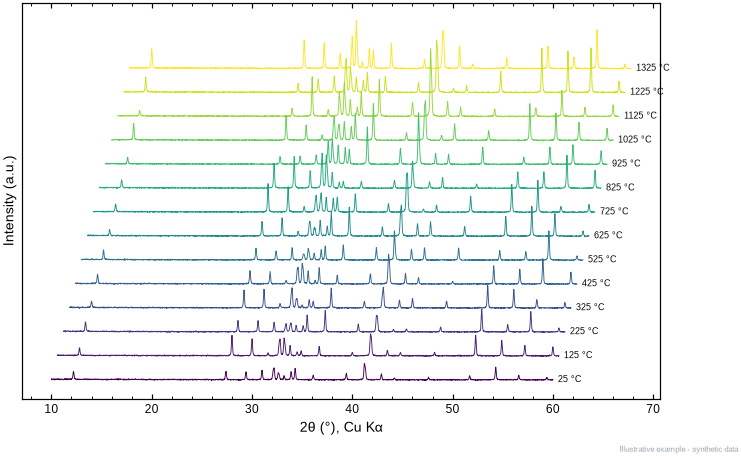 Intensity (a.u.)
1325 °C
1225 °C
1125 °C
1025 °C
925 °C
825 °C
725 °C
625 °C
525 °C
425 °C
325 °C
225 °C
125 °C
25 °C
10 20 30 40 50 60 70
2θ (°), Cu Kα
Illustrative example - synthetic data